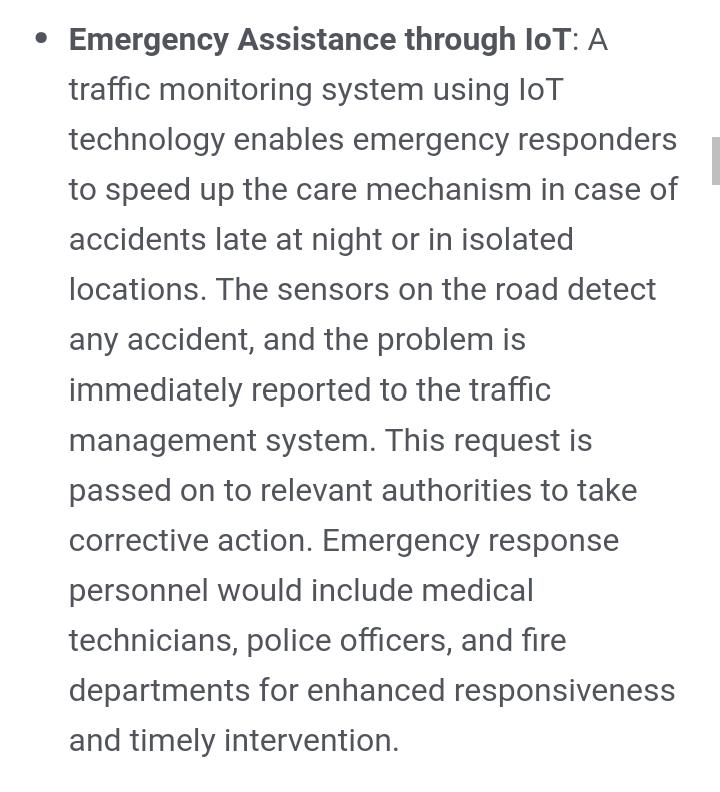 • Emergency Assistance through IoT: A
traffic monitoring system using IoT
technology enables emergency responders
to speed up the care mechanism in case of
accidents late at night or in isolated
locations. The sensors on the road detect
any accident, and the problem is
immediately reported to the traffic
management system. This request is
passed on to relevant authorities to take
corrective action. Emergency response
personnel would include medical
technicians, police officers, and fire
departments for enhanced responsiveness
and timely intervention.